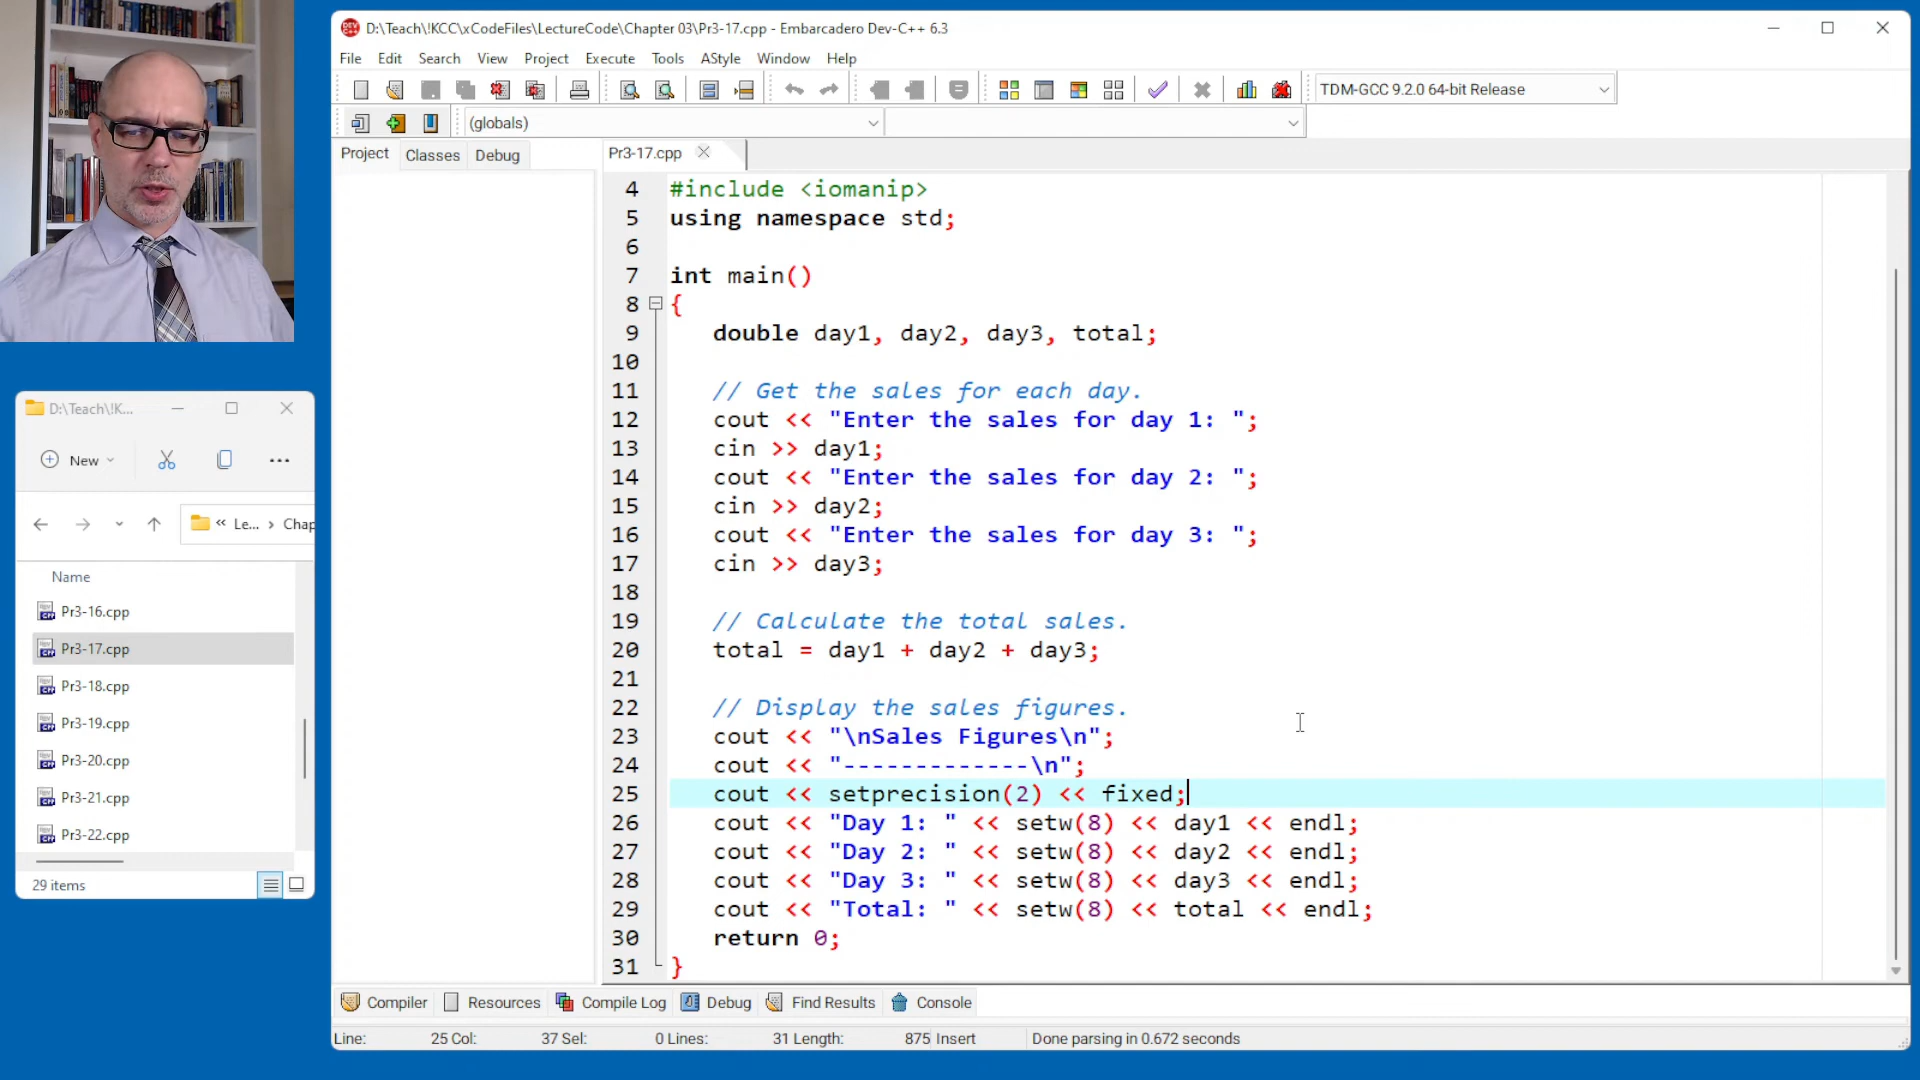 D:\Teach\!KCC\xCodeFiles\LectureCode\Chapter 03\Pr3-17.cpp - Embarcadero Dev-C++ 6.3
File Edit Search View Project Execute Tools AStyle Window Help
TDM-GCC 9.2.0 64-bit Release
(globals)
Project Classes Debug
Pr3-17.cpp
4 #include <iomanip>
5 using namespace std;
6
7 int main()
8 {
9 double day1, day2, day3, total;
10
11 // Get the sales for each day.
12 cout << "Enter the sales for day 1: ";
13 cin >> day1;
14 cout << "Enter the sales for day 2: ";
15 cin >> day2;
16 cout << "Enter the sales for day 3: ";
17 cin >> day3;
18
19 // Calculate the total sales.
20 total = day1 + day2 + day3;
21
22 // Display the sales figures.
23 cout << "\nSales Figures\n";
24 cout << "-------------\n";
25 cout << setprecision(2) << fixed;
26 cout << "Day 1: " << setw(8) << day1 << endl;
27 cout << "Day 2: " << setw(8) << day2 << endl;
28 cout << "Day 3: " << setw(8) << day3 << endl;
29 cout << "Total: " << setw(8) << total << endl;
30 return 0;
31 }
Compiler Resources Compile Log Debug Find Results Console
Line: 25 Col: 37 Sel: 0 Lines: 31 Length: 875 Insert Done parsing in 0.672 seconds
D:\Teach\!K...
New
« Le... › Chap
Name
Pr3-16.cpp
Pr3-17.cpp
Pr3-18.cpp
Pr3-19.cpp
Pr3-20.cpp
Pr3-21.cpp
Pr3-22.cpp
29 items